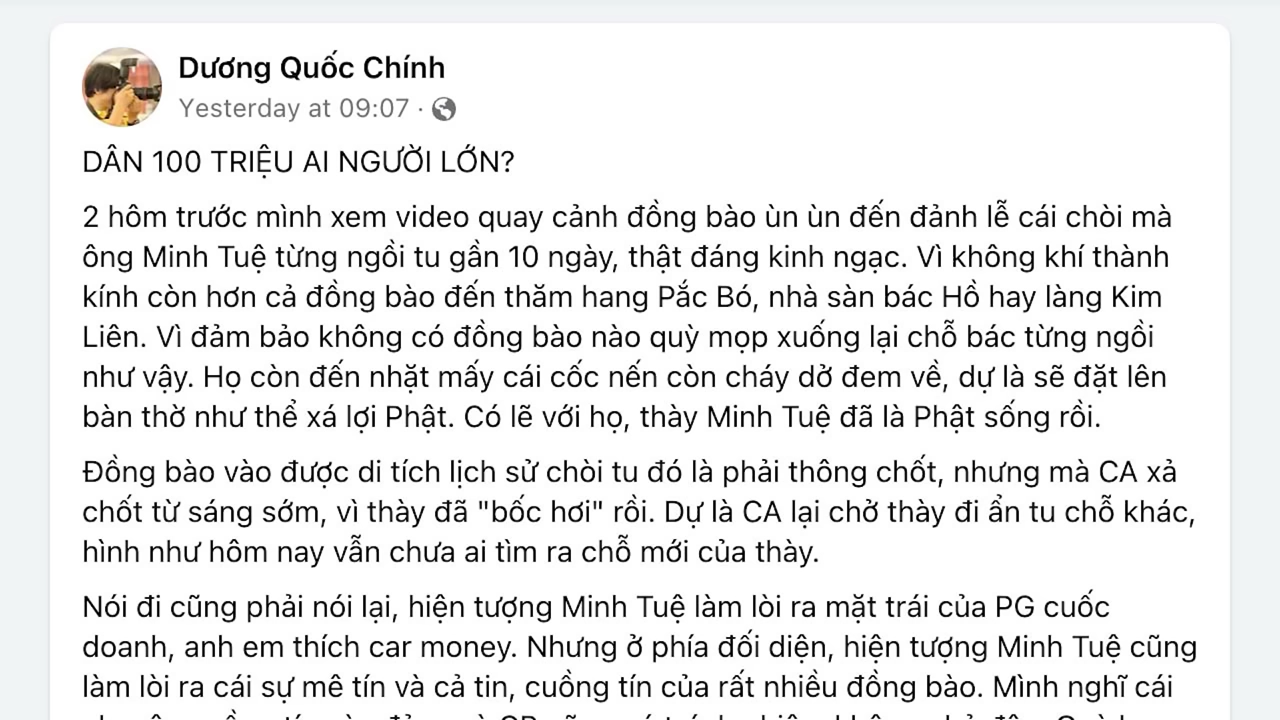 Dương Quốc Chính
Yesterday at 09:07 ·
DÂN 100 TRIỆU AI NGƯỜI LỚN?
2 hôm trước mình xem video quay cảnh đồng bào ùn ùn đến đảnh lễ cái chòi mà
ông Minh Tuệ từng ngồi tu gần 10 ngày, thật đáng kinh ngạc. Vì không khí thành
kính còn hơn cả đồng bào đến thăm hang Pắc Bó, nhà sàn bác Hồ hay làng Kim
Liên. Vì đảm bảo không có đồng bào nào quỳ mọp xuống lại chỗ bác từng ngồi
như vậy. Họ còn đến nhặt mấy cái cốc nến còn cháy dở đem về, dự là sẽ đặt lên
bàn thờ như thể xá lợi Phật. Có lẽ với họ, thày Minh Tuệ đã là Phật sống rồi.
Đồng bào vào được di tích lịch sử chòi tu đó là phải thông chốt, nhưng mà CA xả
chốt từ sáng sớm, vì thày đã "bốc hơi" rồi. Dự là CA lại chở thày đi ẩn tu chỗ khác,
hình như hôm nay vẫn chưa ai tìm ra chỗ mới của thày.
Nói đi cũng phải nói lại, hiện tượng Minh Tuệ làm lòi ra mặt trái của PG cuốc
doanh, anh em thích car money. Nhưng ở phía đối diện, hiện tượng Minh Tuệ cũng
làm lòi ra cái sự mê tín và cả tin, cuồng tín của rất nhiều đồng bào. Mình nghĩ cái